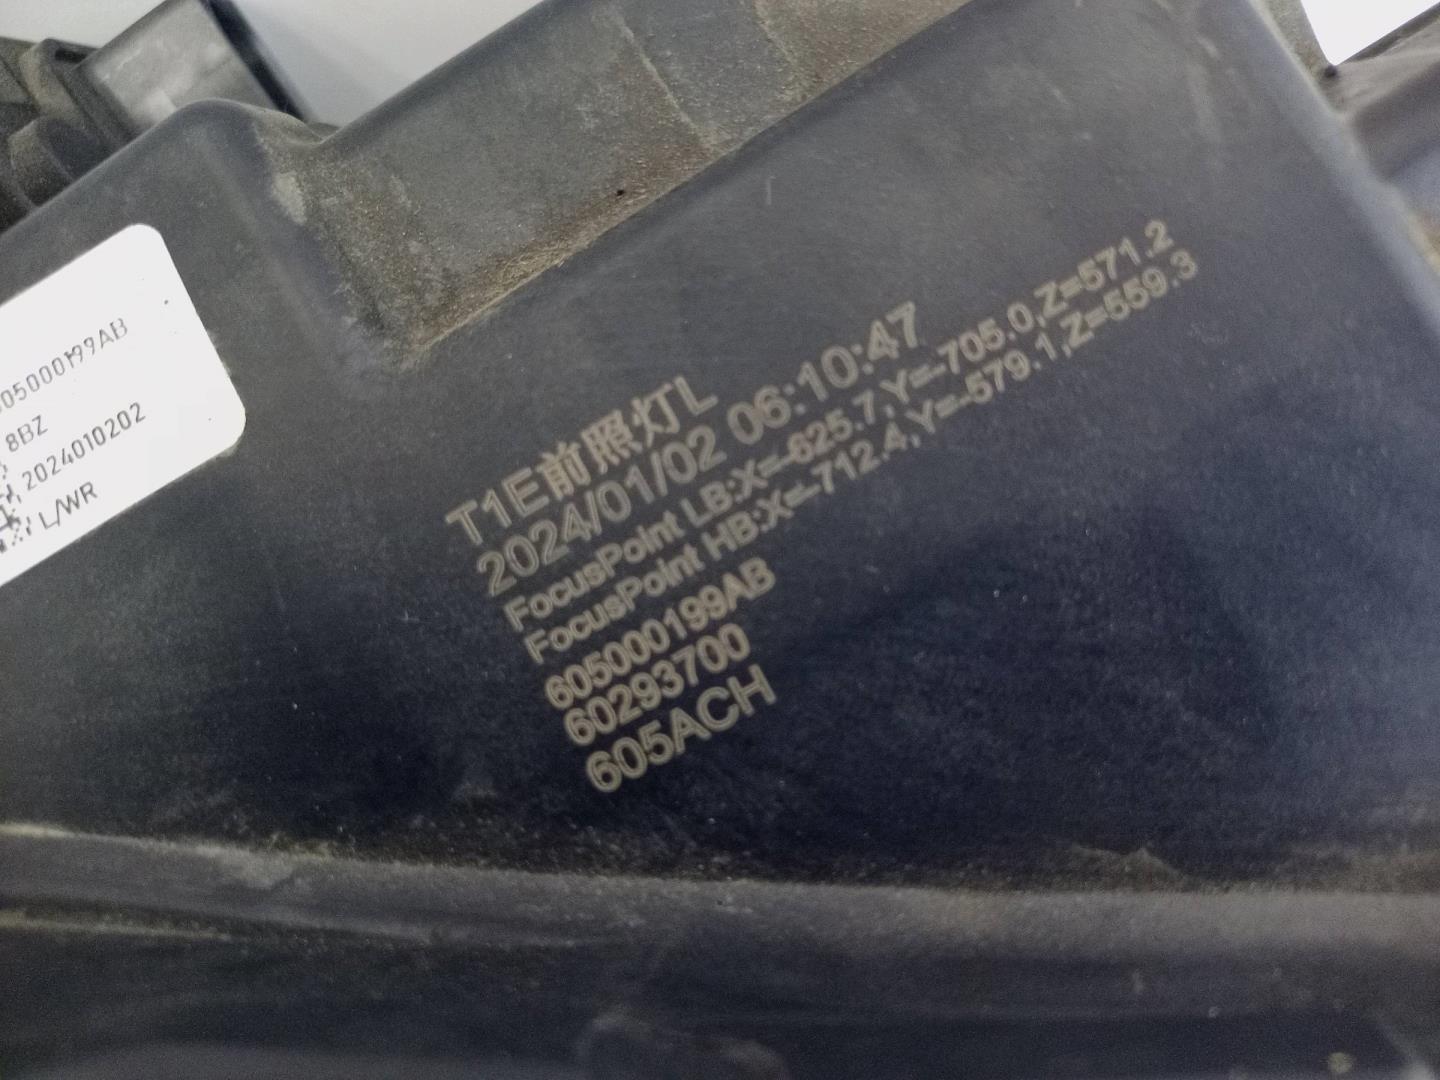 05000199AB
8BZ
2024010202
L/WR
T1E前照灯L
2024/01/02 06:10:47
FocusPoint LB:X=-625.7,Y=-705.0,Z=571.2
FocusPoint HB:X=-712.4,Y=-579.1,Z=559.3
605000199AB
60293700
605ACH